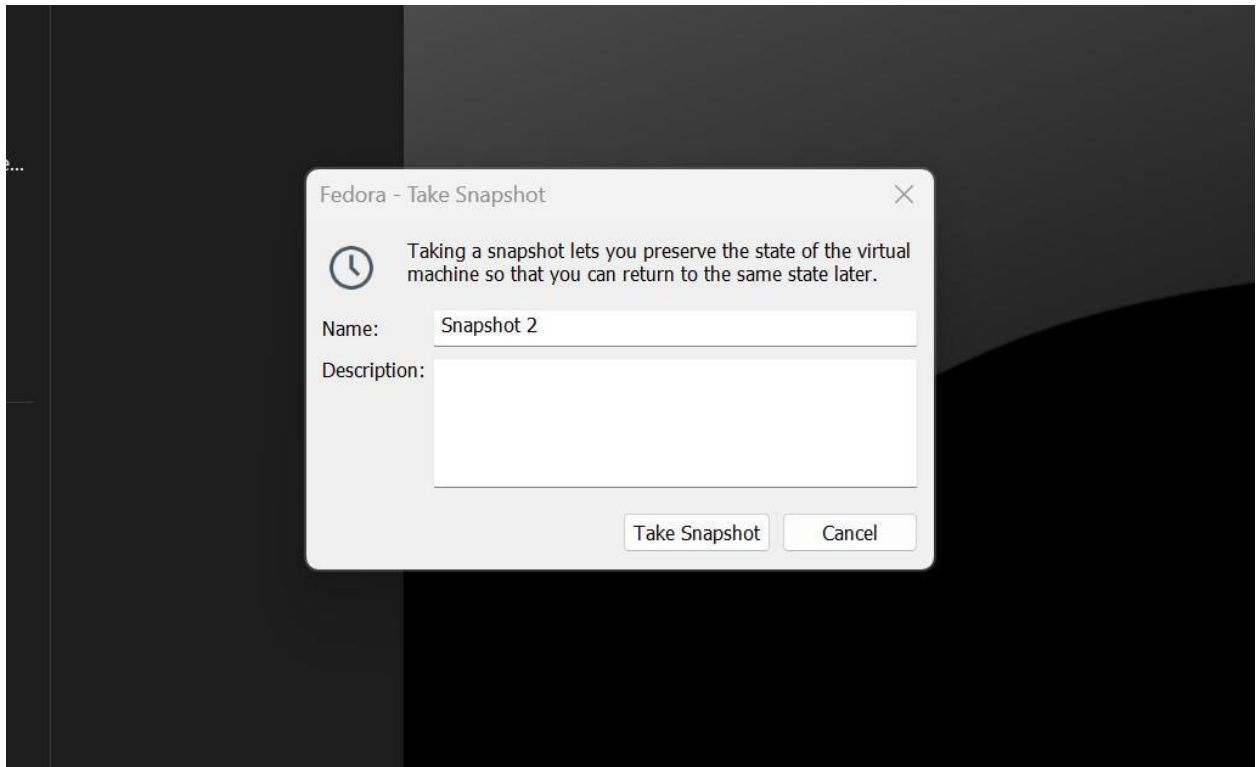 Fedora - Take Snapshot
Taking a snapshot lets you preserve the state of the virtual
machine so that you can return to the same state later.
Name:
Snapshot 2
Description:
Take Snapshot
Cancel